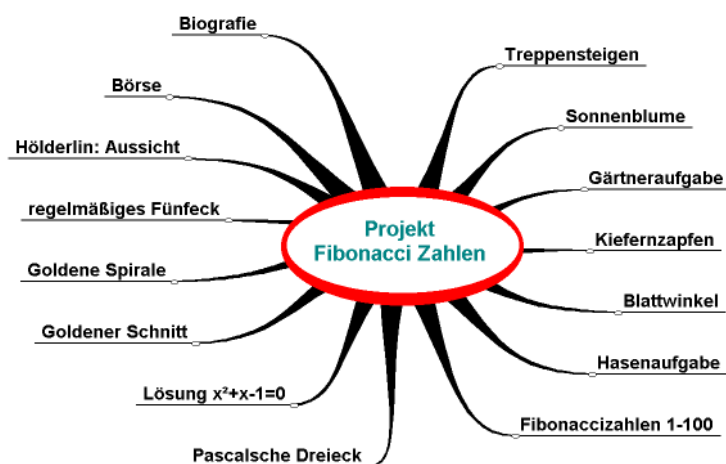 Biografie
Treppensteigen
Börse
Sonnenblume
Hölderlin: Aussicht
Gärtneraufgabe
regelmäßiges Fünfeck
Projekt
Fibonacci Zahlen
Kiefernzapfen
Goldene Spirale
Blattwinkel
Goldener Schnitt
Hasenaufgabe
Lösung x²+x-1=0
Fibonaccizahlen 1-100
Pascalsche Dreieck